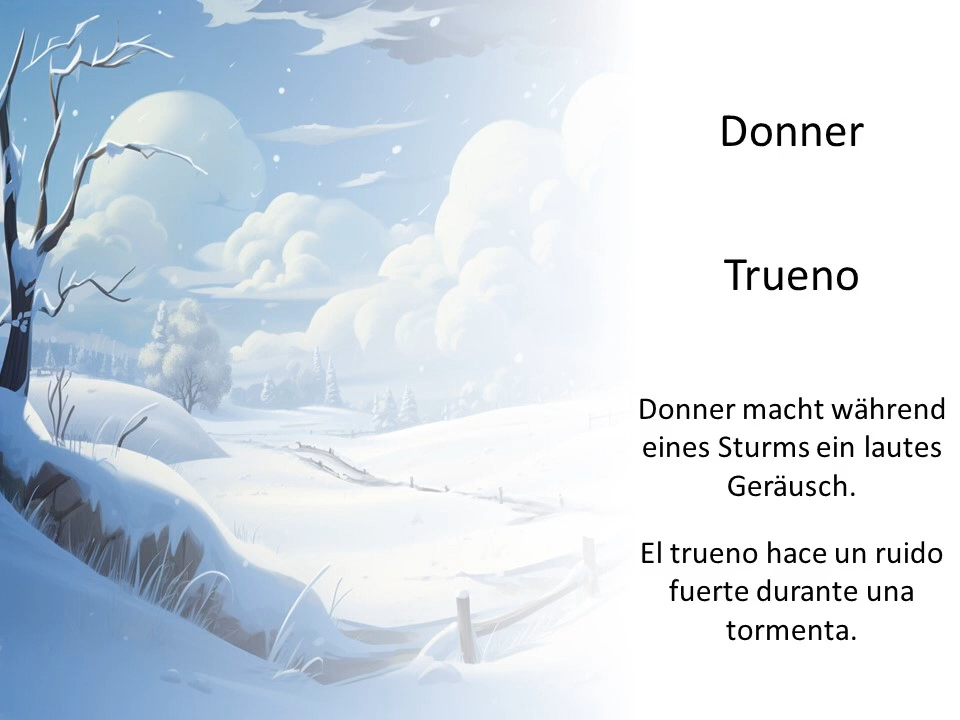 Donner
Trueno
Donner macht während
eines Sturms ein lautes
Geräusch.
El trueno hace un ruido
fuerte durante una
tormenta.